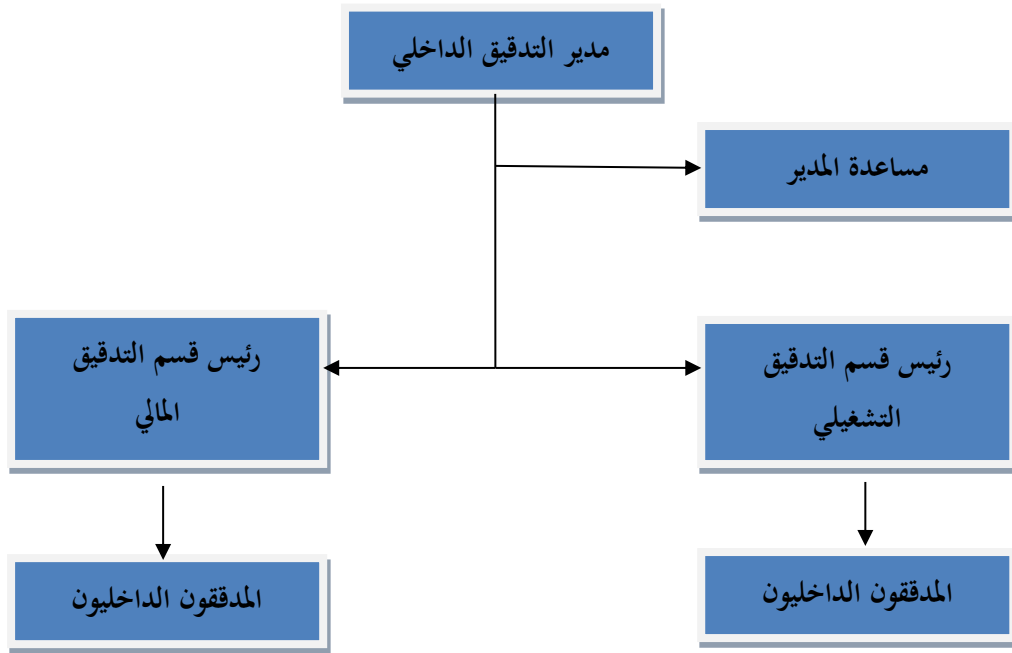 مدير التدقيق الداخلي
مساعدة المدير
رئيس قسم التدقيق
التشغيلي
رئيس قسم التدقيق
المالي
المدققون الداخليون
المدققون الداخليون